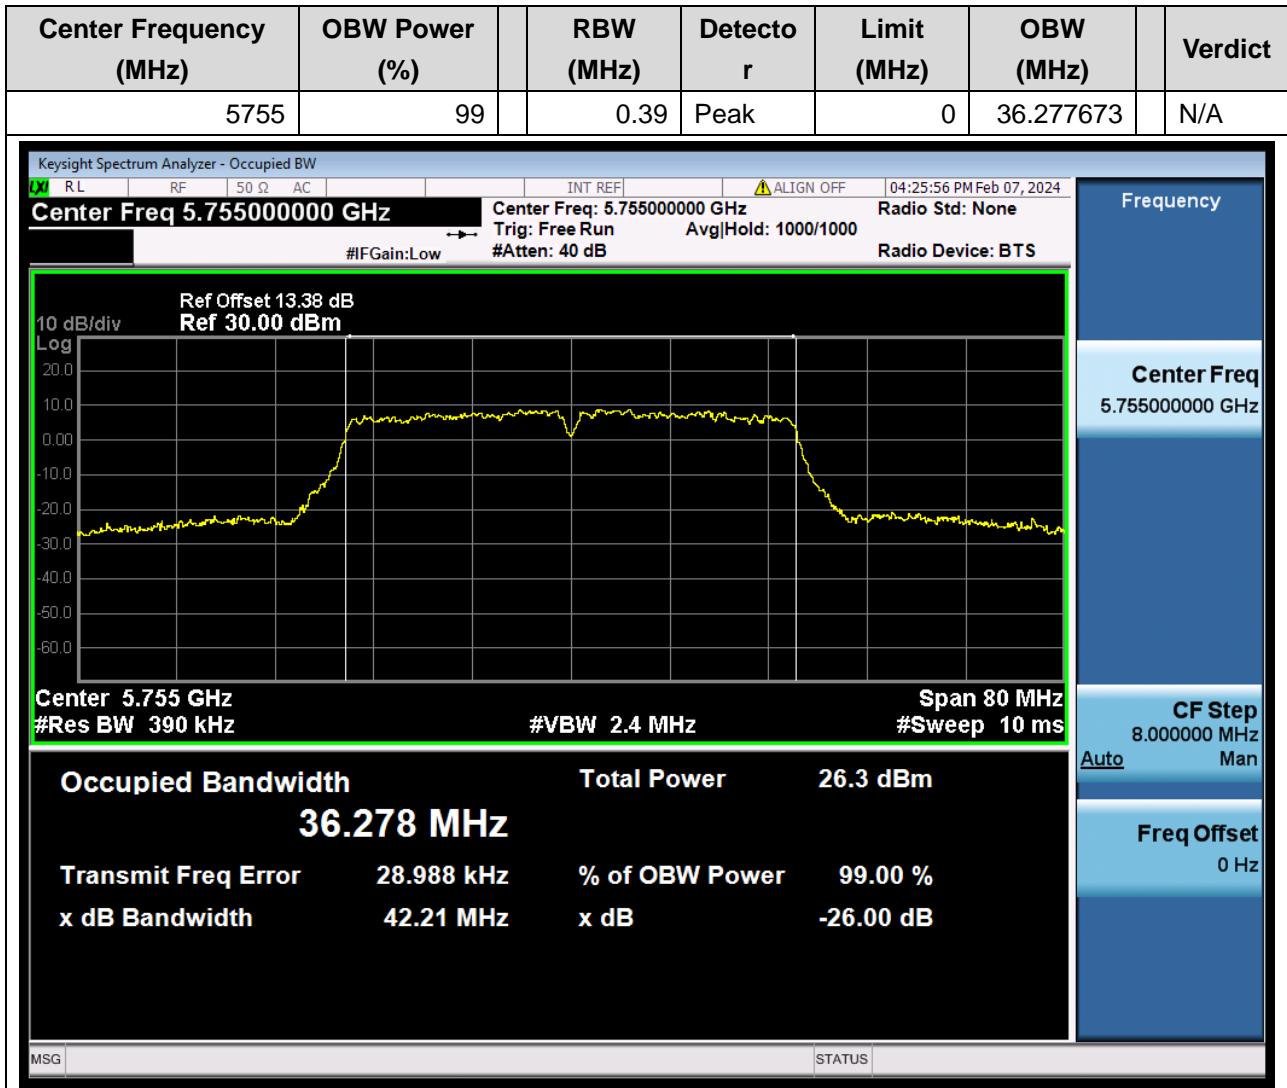 Center Frequency (MHz) OBW Power (%) RBW (MHz) Detecto r Limit (MHz) OBW (MHz) Verdict
5755 99 0.39 Peak 0 36.277673 N/A
Keysight Spectrum Analyzer - Occupied BW
LXI RL RF 50 Ω AC INT REF ALIGN OFF 04:25:56 PM Feb 07, 2024
Center Freq 5.755000000 GHz
Center Freq: 5.755000000 GHz Radio Std: None
Trig: Free Run Avg|Hold: 1000/1000
#IFGain:Low #Atten: 40 dB Radio Device: BTS
Ref Offset 13.38 dB
10 dB/div Ref 30.00 dBm
Log
20.0
10.0
0.00
-10.0
-20.0
-30.0
-40.0
-50.0
-60.0
Center 5.755 GHz Span 80 MHz
#Res BW 390 kHz #VBW 2.4 MHz #Sweep 10 ms
Occupied Bandwidth Total Power 26.3 dBm
36.278 MHz
Transmit Freq Error 28.988 kHz % of OBW Power 99.00 %
x dB Bandwidth 42.21 MHz x dB -26.00 dB
MSG STATUS
Frequency
Center Freq
5.755000000 GHz
CF Step
8.000000 MHz
Auto Man
Freq Offset
0 Hz